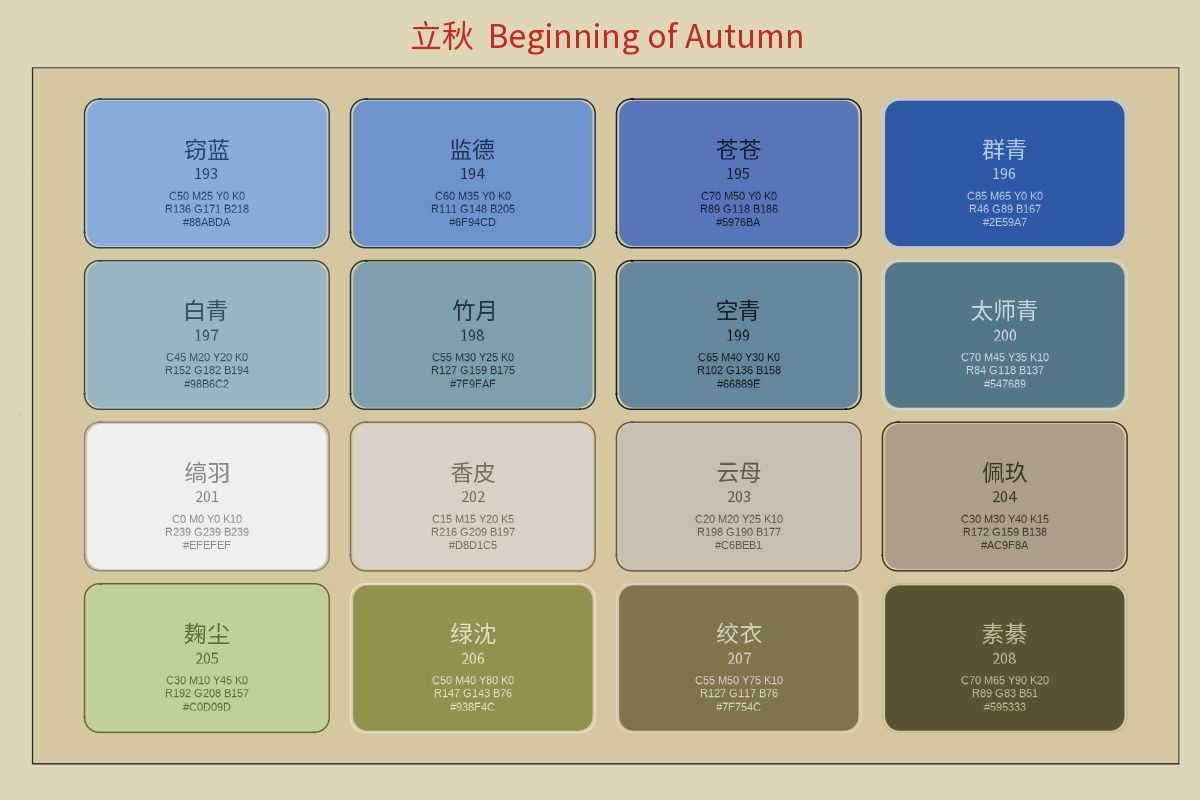 立秋 Beginning of Autumn
窃蓝
193
C50 M25 Y0 K0
R136 G171 B218
#88ABDA
监德
194
C60 M35 Y0 K0
R111 G148 B205
#6F94CD
苍苍
195
C70 M50 Y0 K0
R89 G118 B186
#5976BA
群青
196
C85 M65 Y0 K0
R46 G89 B167
#2E59A7
白青
197
C45 M20 Y20 K0
R152 G182 B194
#98B6C2
竹月
198
C55 M30 Y25 K0
R127 G159 B175
#7F9FAF
空青
199
C65 M40 Y30 K0
R102 G136 B158
#66889E
太师青
200
C70 M45 Y35 K10
R84 G118 B137
#547689
缟羽
201
C0 M0 Y0 K10
R239 G239 B239
#EFEFEF
香皮
202
C15 M15 Y20 K5
R216 G209 B197
#D8D1C5
云母
203
C20 M20 Y25 K10
R198 G190 B177
#C6BEB1
佩玖
204
C30 M30 Y40 K15
R172 G159 B138
#AC9F8A
麹尘
205
C30 M10 Y45 K0
R192 G208 B157
#C0D09D
绿沈
206
C50 M40 Y80 K0
R147 G143 B76
#938F4C
绞衣
207
C55 M50 Y75 K10
R127 G117 B76
#7F754C
素綦
208
C70 M65 Y90 K20
R89 G83 B51
#595333